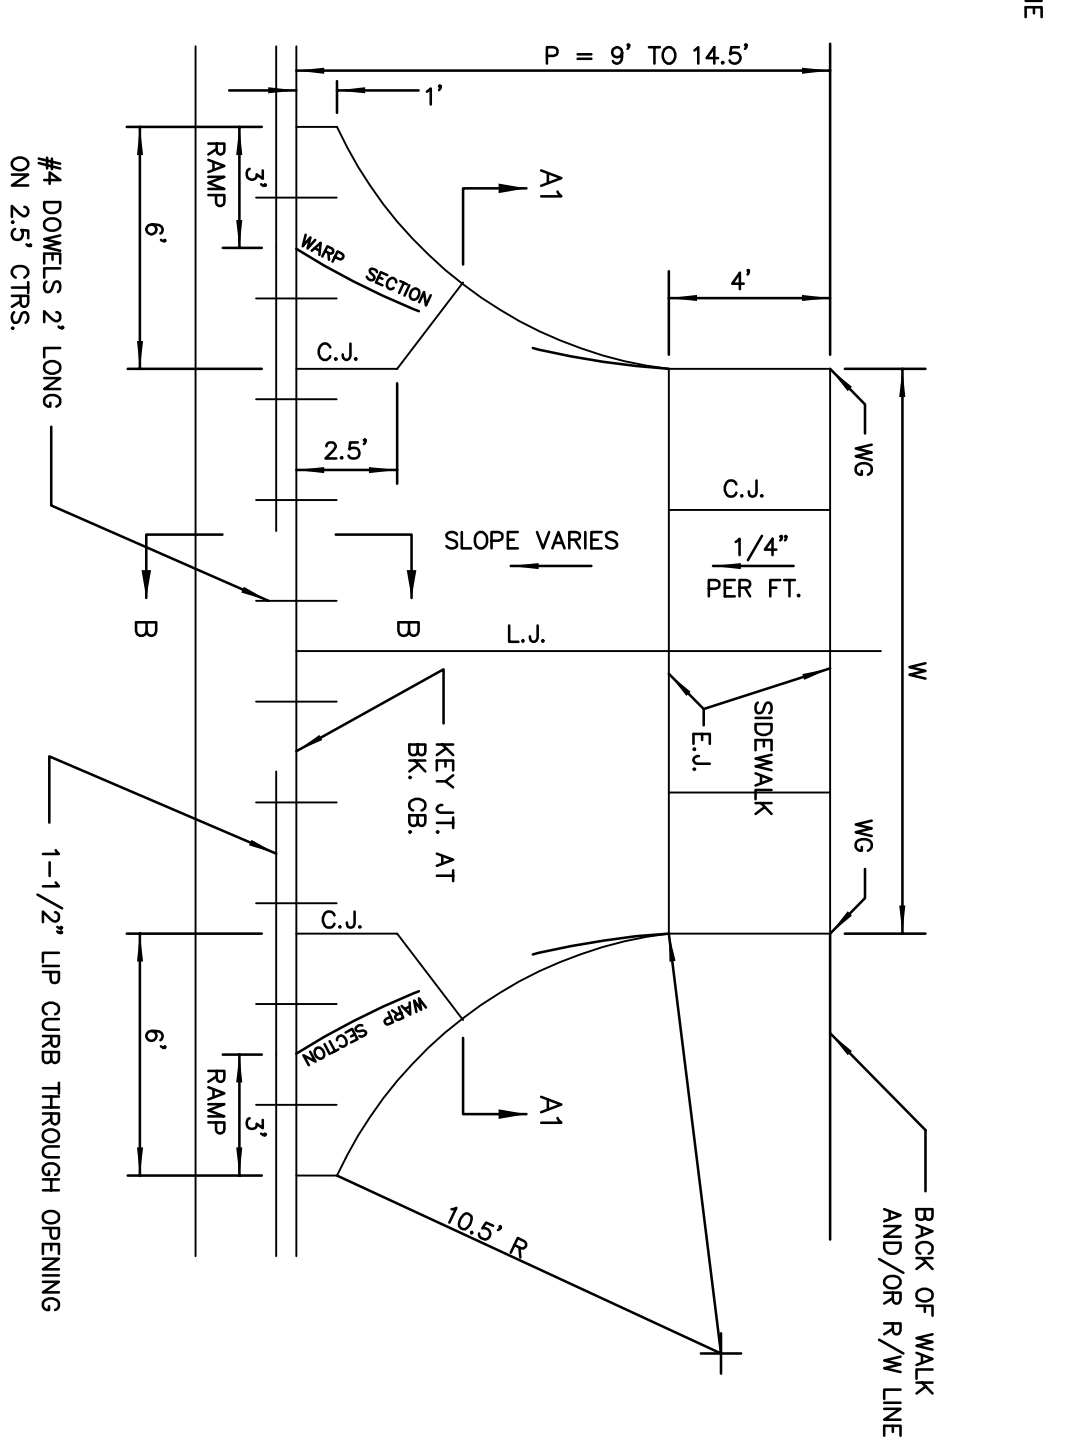 NE
P = 9' TO 14.5'
1'
A1
3'
RAMP
6'
WARP SECTION
4'
#4 DOWELS 2' LONG
ON 2.5' CTRS.
C.J.
2.5'
WG
C.J.
SLOPE VARIES
1/4"
PER FT.
B
B
L.J.
W
SIDEWALK
E.J.
KEY JT. AT
BK. CB.
WG
1-1/2" LIP CURB THROUGH OPENING
C.J.
6'
WARP SECTION
3'
RAMP
A1
10.5' R
BACK OF WALK
AND/OR R/W LINE